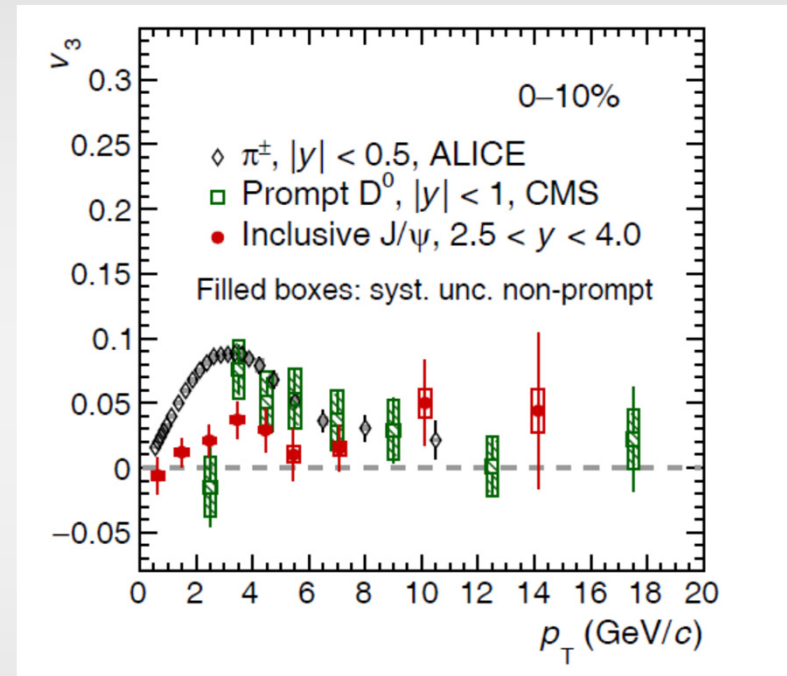 v3
0.3
0.25
0.2
0.15
0.1
0.05
0
−0.05
0–10%
π±, |y| < 0.5, ALICE
Prompt D0, |y| < 1, CMS
Inclusive J/ψ, 2.5 < y < 4.0
Filled boxes: syst. unc. non-prompt
0 2 4 6 8 10 12 14 16 18 20
pT (GeV/c)